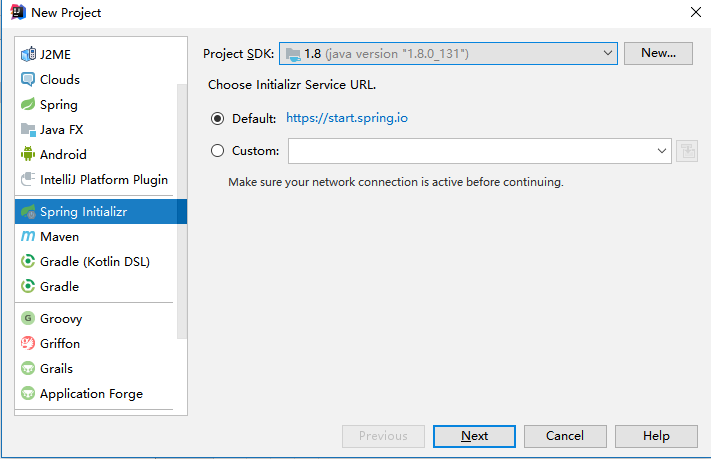 New Project
J2ME
Clouds
Spring
Java FX
Android
IntelliJ Platform Plugin
Spring Initializr
Maven
Gradle (Kotlin DSL)
Gradle
Groovy
Griffon
Grails
Application Forge
Project SDK: 1.8 (java version "1.8.0_131") New...
Choose Initializr Service URL.
Default: https://start.spring.io
Custom:
Make sure your network connection is active before continuing.
Previous Next Cancel Help